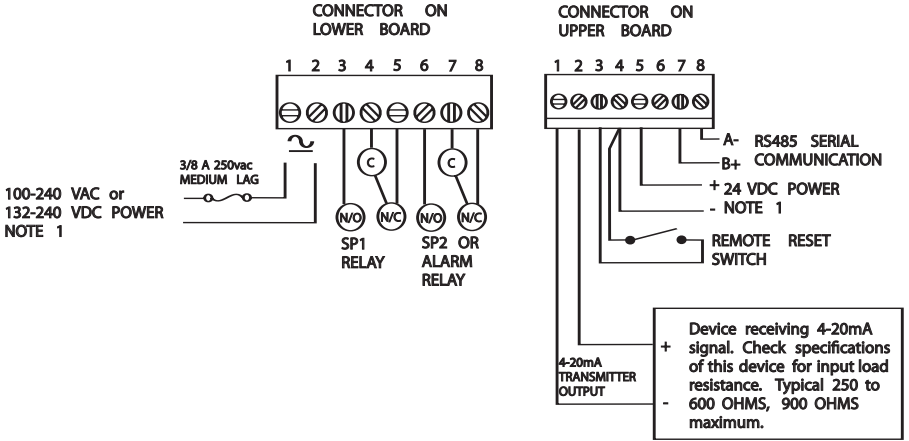 CONNECTOR ON
LOWER BOARD
1 2 3 4 5 6 7 8
3/8 A 250vac
MEDIUM LAG
100-240 VAC or
132-240 VDC POWER
NOTE 1
C
C
N/O
N/C
N/O
N/C
SP1
RELAY
SP2 OR
ALARM
RELAY
CONNECTOR ON
UPPER BOARD
1 2 3 4 5 6 7 8
A-
B+
RS485 SERIAL
COMMUNICATION
+
-
24 VDC POWER
NOTE 1
REMOTE RESET
SWITCH
4-20mA
TRANSMITTER
OUTPUT
+
-
Device receiving 4-20mA
signal. Check specifications
of this device for input load
resistance. Typical 250 to
600 OHMS, 900 OHMS
maximum.